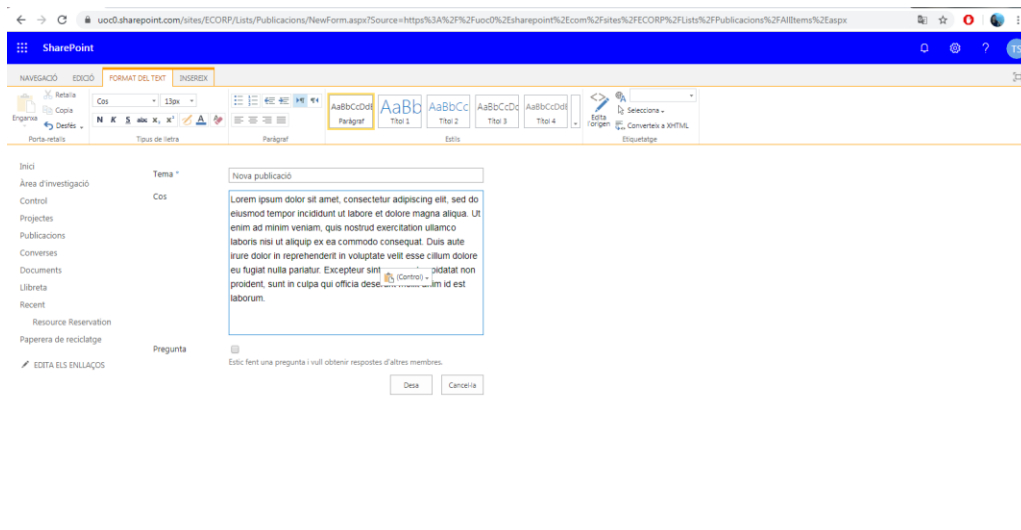 uoc0.sharepoint.com/sites/ECORP/Lists/Publicacions/NewForm.aspx?Source=https%3A%2F%2Fuoc0%2Esharepoint%2Ecom%2Fsites%2FECORP%2FLists%2FPublicacions%2FAllItems%2Easpx
SharePoint
TS
NAVEGACIÓ EDICIÓ FORMAT DEL TEXT INSEREIX
Enganxa
Retalla
Copia
Desfés
Porta-retalls
Cos 13px
N K S abc x, x'
Tipus de lletra
Paràgraf
AaBbCcDdE Paràgraf
AaBb Títol 1
AaBbCc Títol 2
AaBbCcDc Títol 3
AaBbCcDdE Títol 4
Estils
Edita l'origen
Selecciona
Converteix a XHTML
Etiquetatge
Inici
Àrea d'investigació
Control
Projectes
Publicacions
Converses
Documents
Llibreta
Recent
Resource Reservation
Paperera de reciclatge
EDITA ELS ENLLAÇOS
Tema *
Nova publicació
Cos
Lorem ipsum dolor sit amet, consectetur adipiscing elit, sed do
eiusmod tempor incididunt ut labore et dolore magna aliqua. Ut
enim ad minim veniam, quis nostrud exercitation ullamco
laboris nisi ut aliquip ex ea commodo consequat. Duis aute
irure dolor in reprehenderit in voluptate velit esse cillum dolore
eu fugiat nulla pariatur. Excepteur sint pidatat non
(Control)
proident, sunt in culpa qui officia dese im id est
laborum.
Pregunta
Estic fent una pregunta i vull obtenir respostes d'altres membres.
Desa Cancel·la